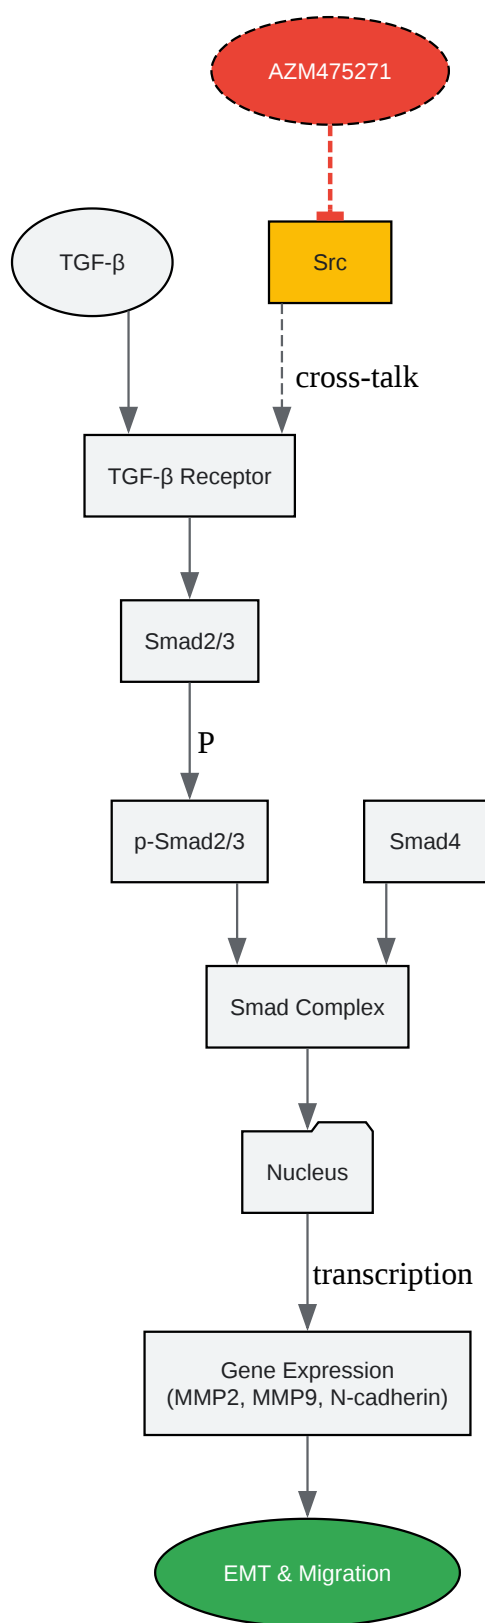 AZM475271
TGF-β
Src
cross-talk
TGF-β Receptor
Smad2/3
P
p-Smad2/3
Smad4
Smad Complex
Nucleus
transcription
Gene Expression
(MMP2, MMP9, N-cadherin)
EMT & Migration